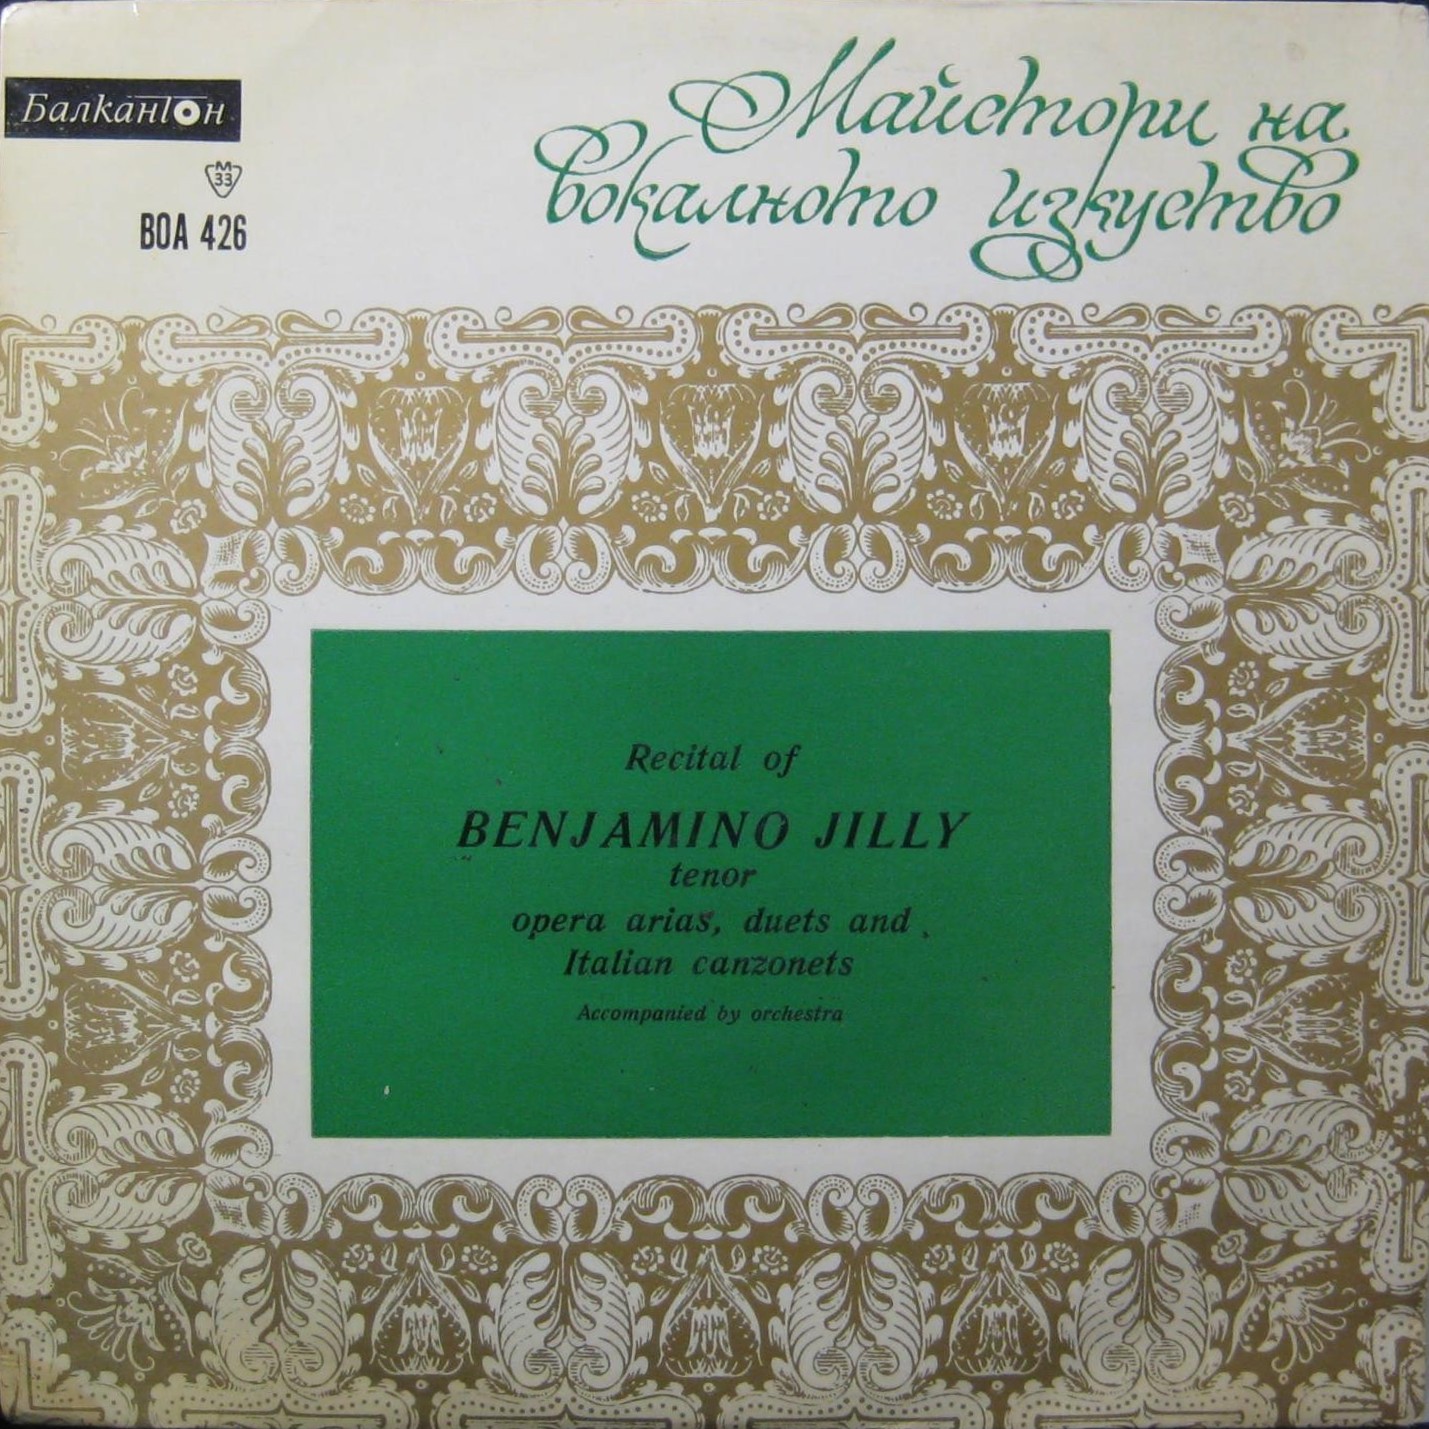 Балкантон
М
33
ВОА 426
Майстори на
вокалното изкуство
Recital of
BENJAMINO JILLY
tenor
opera arias, duets and
Italian canzonets
Accompanied by orchestra